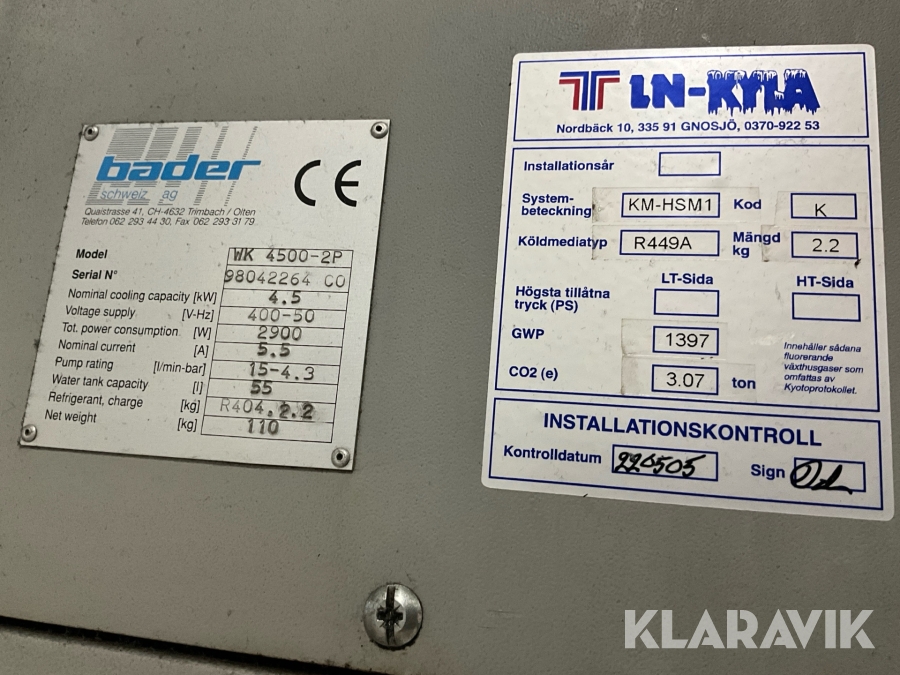 bader
schweiz ag
Quaistrasse 41, CH-4632 Trimbach / Olten
Telefon 062 293 44 30, Fax 062 293 31 79
CE
Model WK 4500-2P
Serial N° 98042264 CO
Nominal cooling capacity [kW] 4.5
Voltage supply [V-Hz] 400-50
Tot. power consumption [W] 2900
Nominal current [A] 5.5
Pump rating [l/min-bar] 15-4.3
Water tank capacity [l] 55
Refrigerant, charge [kg] R404.2.2
Net weight [kg] 110
LN-KYLA
Nordbäck 10, 335 91 GNOSJÖ, 0370-922 53
Installationsår
System-
beteckning KM-HSM1 Kod K
Köldmediatyp R449A Mängd
kg 2.2
LT-Sida HT-Sida
Högsta tillåtna
tryck (PS)
GWP 1397
CO2 (e) 3.07 ton
Innehåller sådana
fluorerande
växthusgaser som
omfattas av
Kyotoprotokollet.
INSTALLATIONSKONTROLL
Kontrolldatum 220505 Sign
KLARAVIK